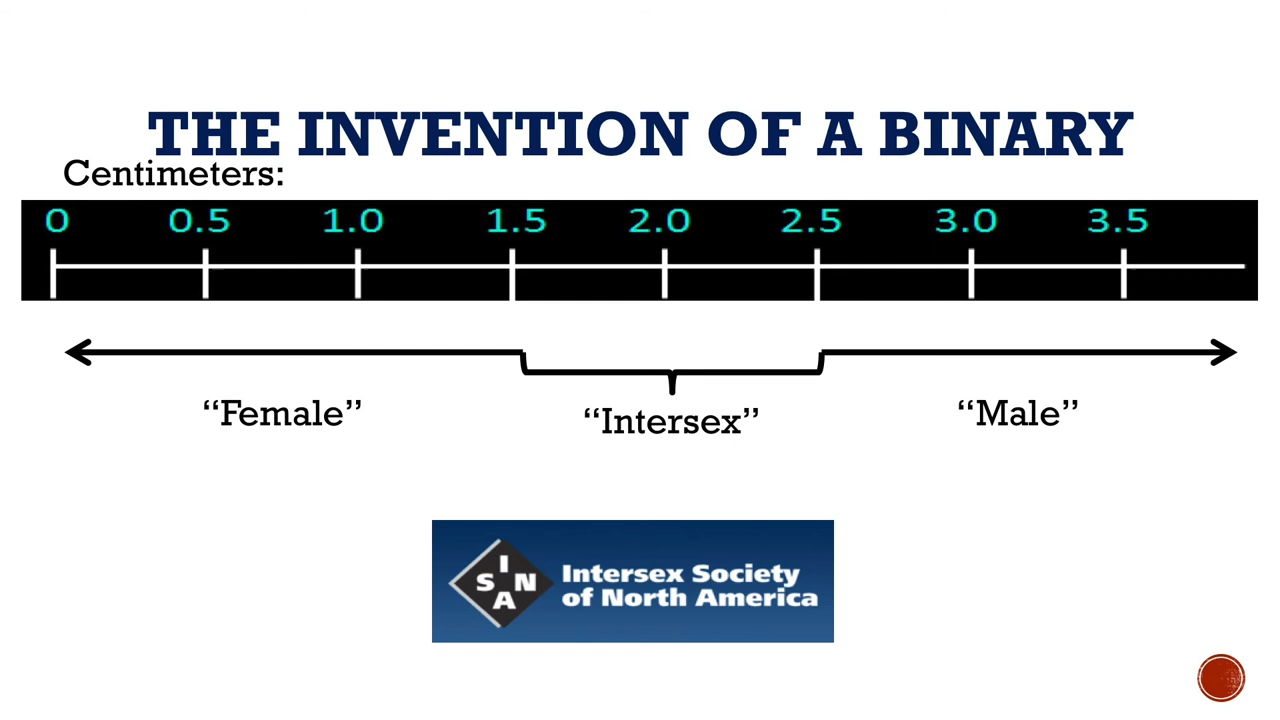 THE INVENTION OF A BINARY
Centimeters:
0 0.5 1.0 1.5 2.0 2.5 3.0 3.5
“Female” “Intersex” “Male”
I
S N
A
Intersex Society
of North America